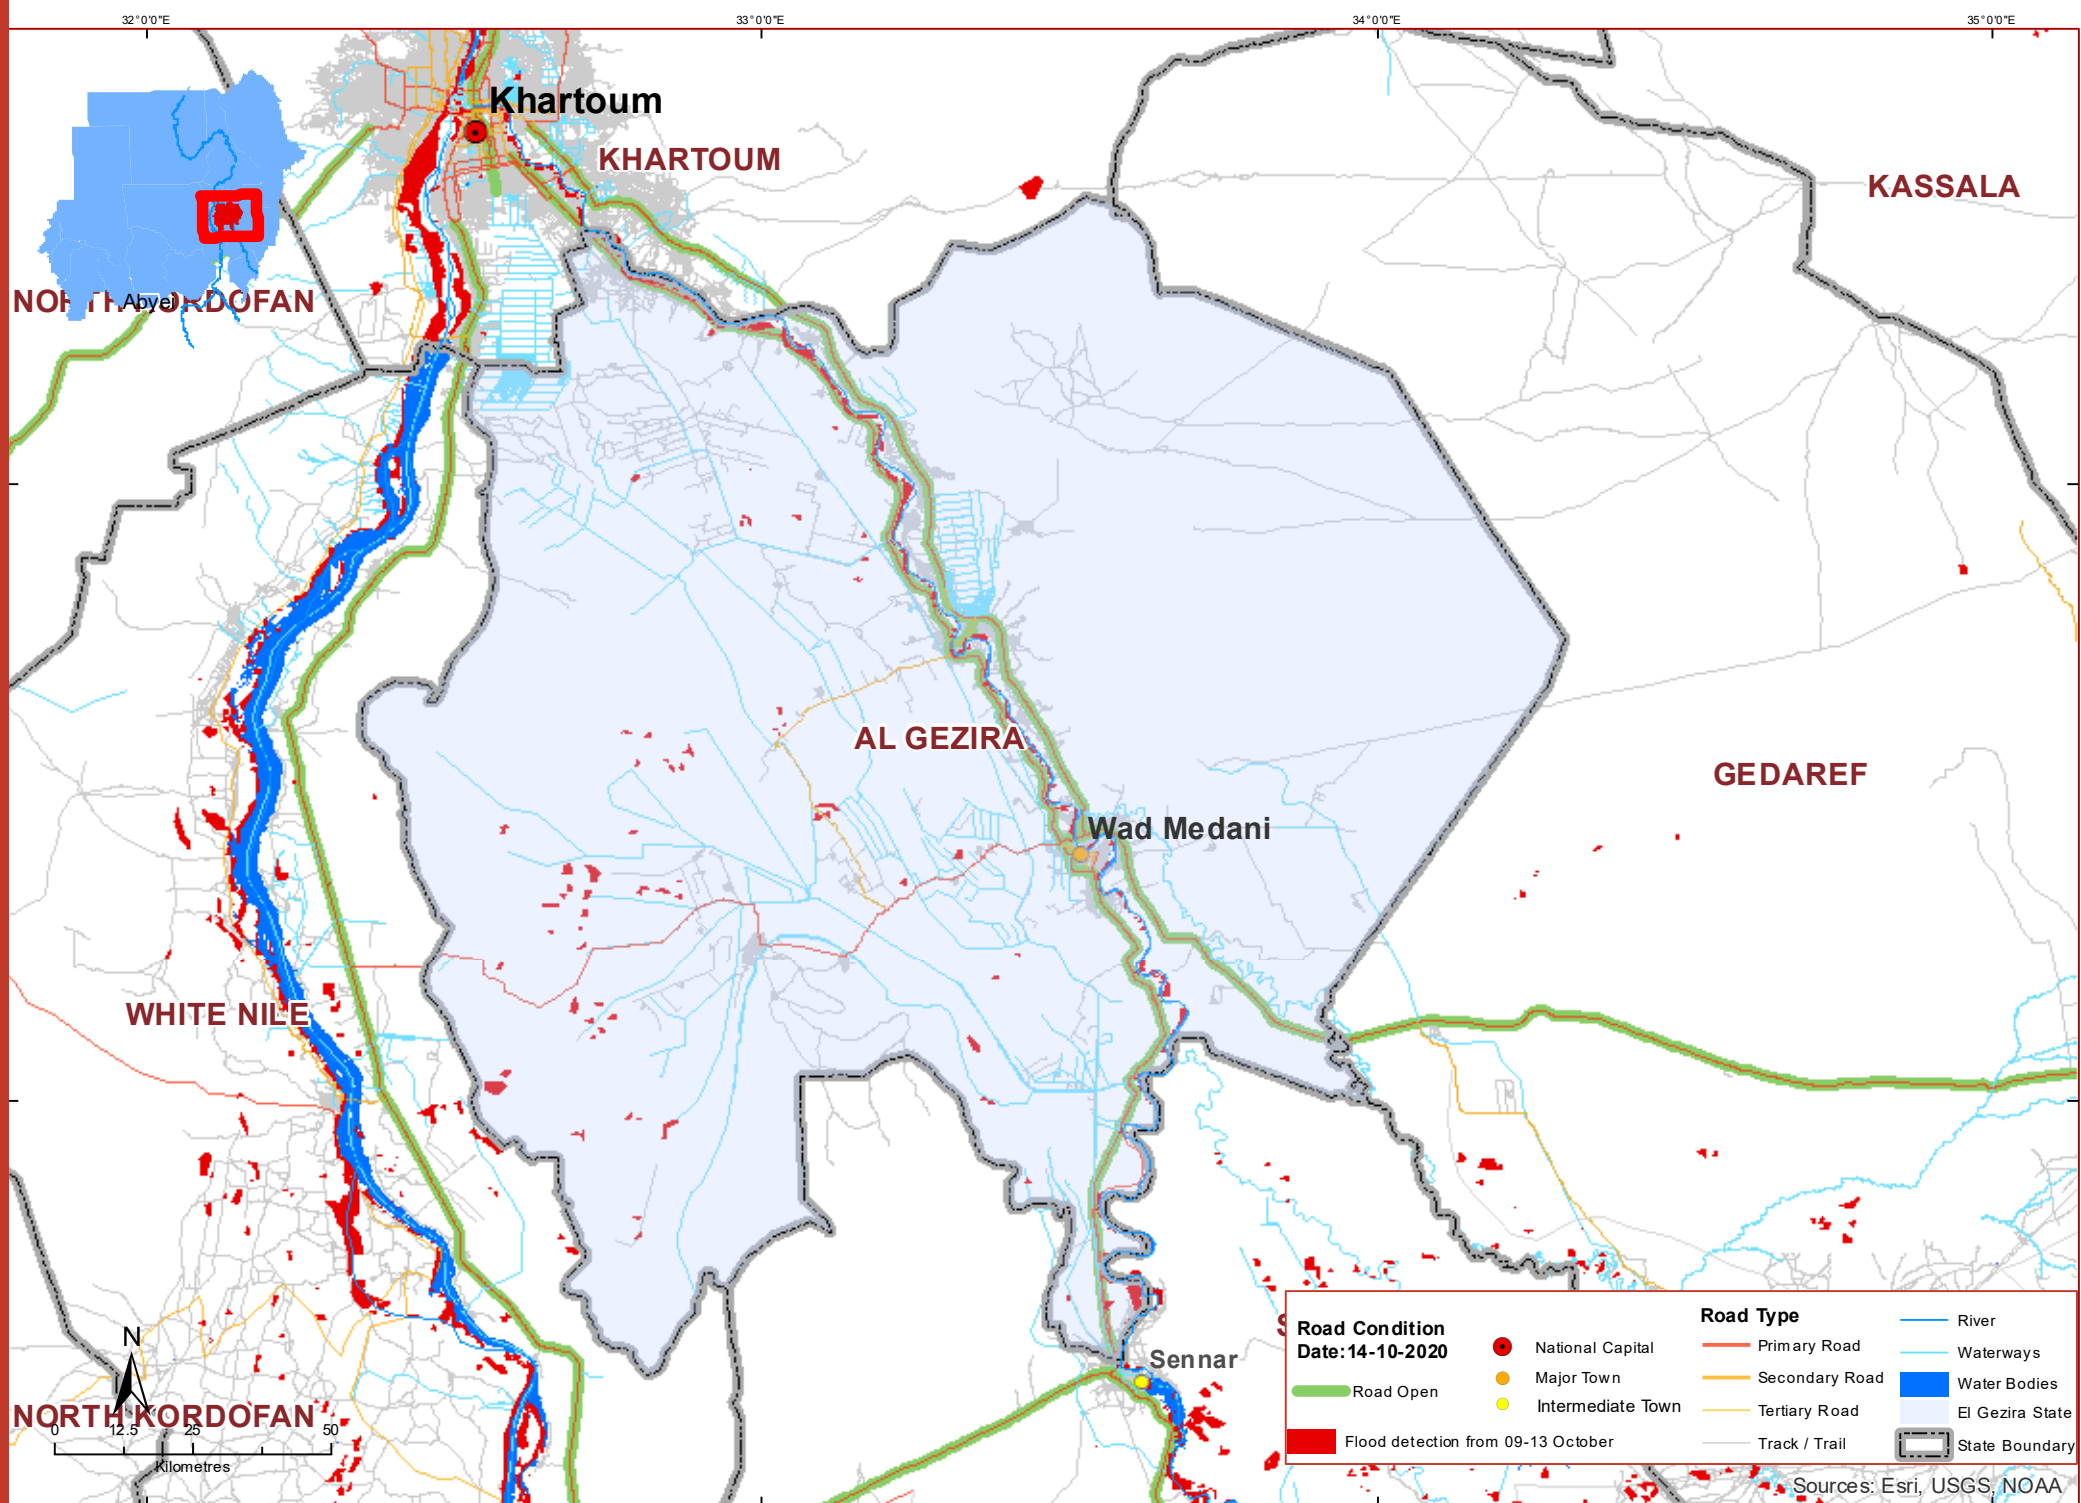 32°0'0"E
33°0'0"E
34°0'0"E
35°0'0"E
Khartoum
KHARTOUM
KASSALA
NORTH KORDOFAN
Abyei
AL GEZIRA
GEDAREF
Wad Medani
WHITE NILE
Sennar
S
N
NORTH KORDOFAN
0 12.5 25 50
Kilometres
Road Condition
Date:14-10-2020
Road Open
Flood detection from 09-13 October
National Capital
Major Town
Intermediate Town
Road Type
Primary Road
Secondary Road
Tertiary Road
Track / Trail
River
Waterways
Water Bodies
El Gezira State
State Boundary
Sources: Esri, USGS, NOAA